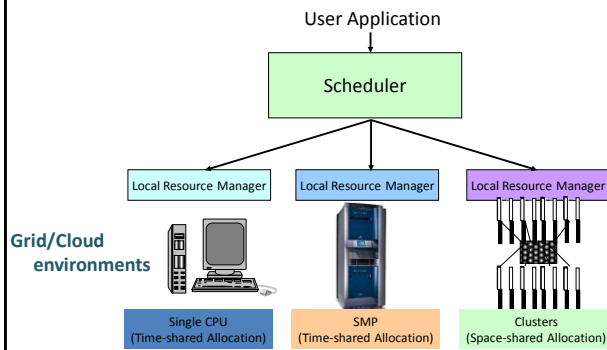 User Application
Scheduler
Local Resource Manager
Local Resource Manager
Local Resource Manager
Grid/Cloud
environments
Single CPU
(Time-shared Allocation)
SMP
(Time-shared Allocation)
Clusters
(Space-shared Allocation)